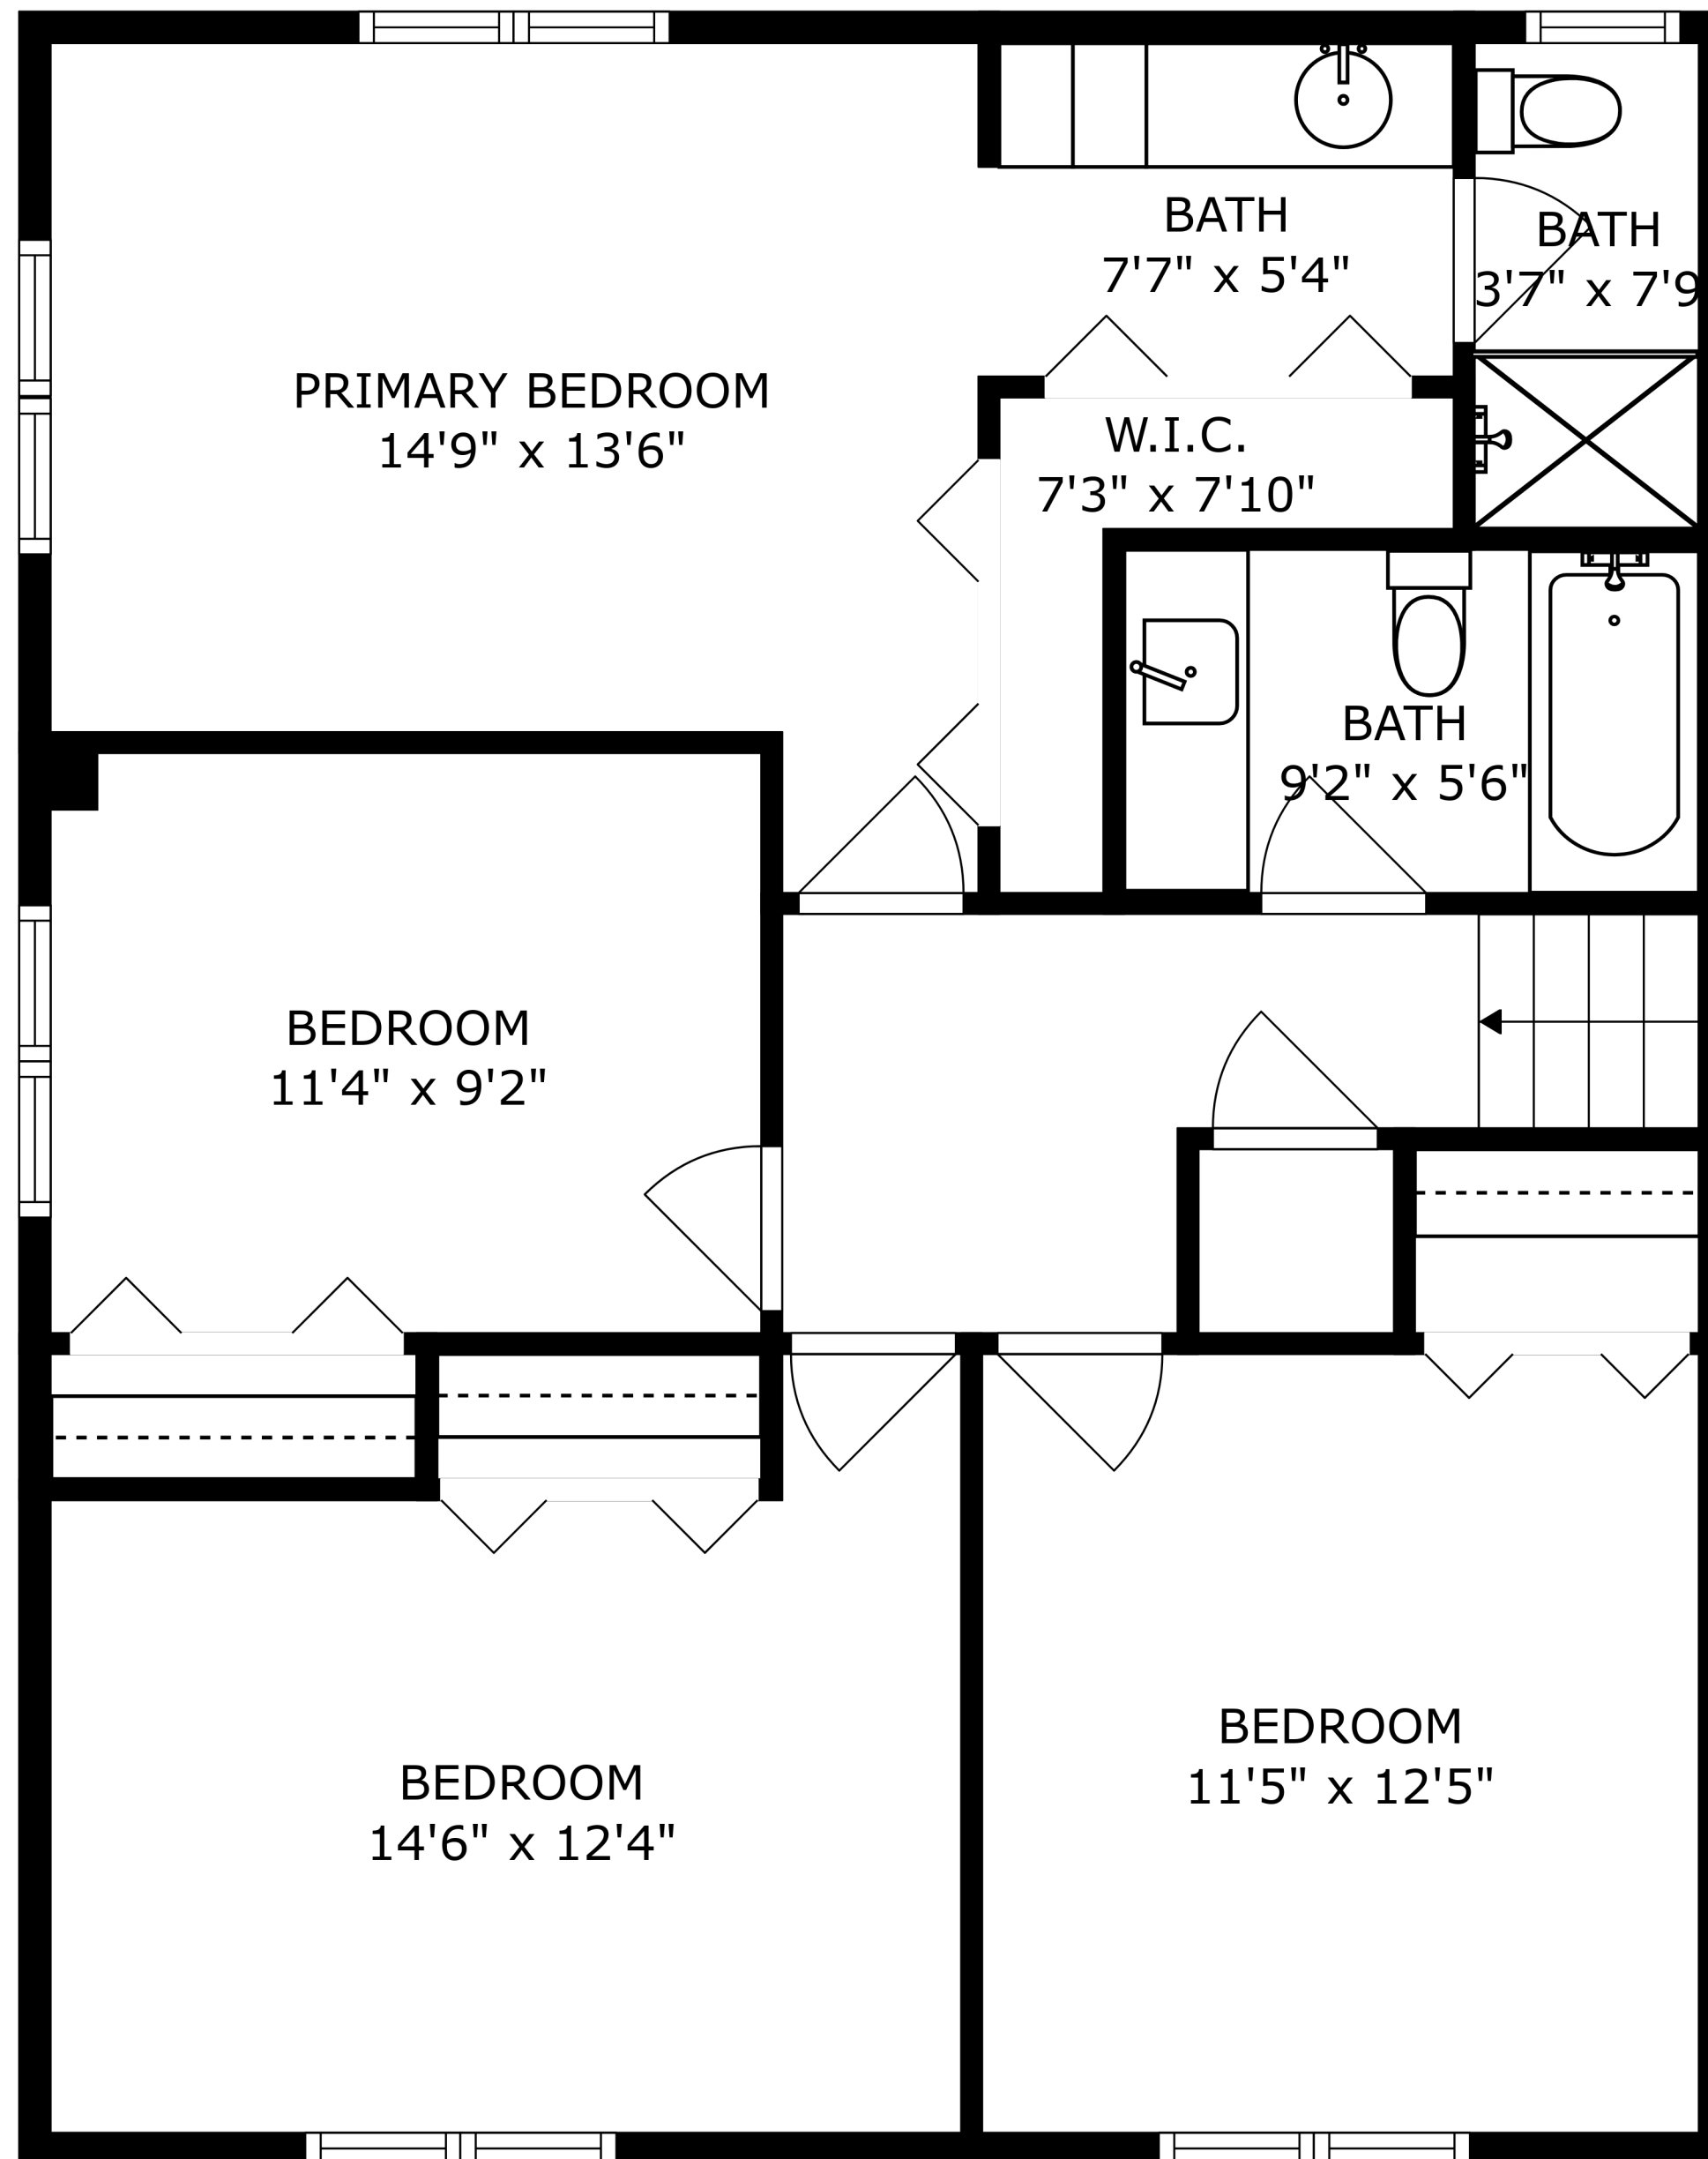 BATH
7'7" x 5'4"
BATH
3'7" x 7'9
PRIMARY BEDROOM
14'9" x 13'6"
W.I.C.
7'3" x 7'10"
BATH
9'2" x 5'6"
BEDROOM
11'4" x 9'2"
BEDROOM
11'5" x 12'5"
BEDROOM
14'6" x 12'4"